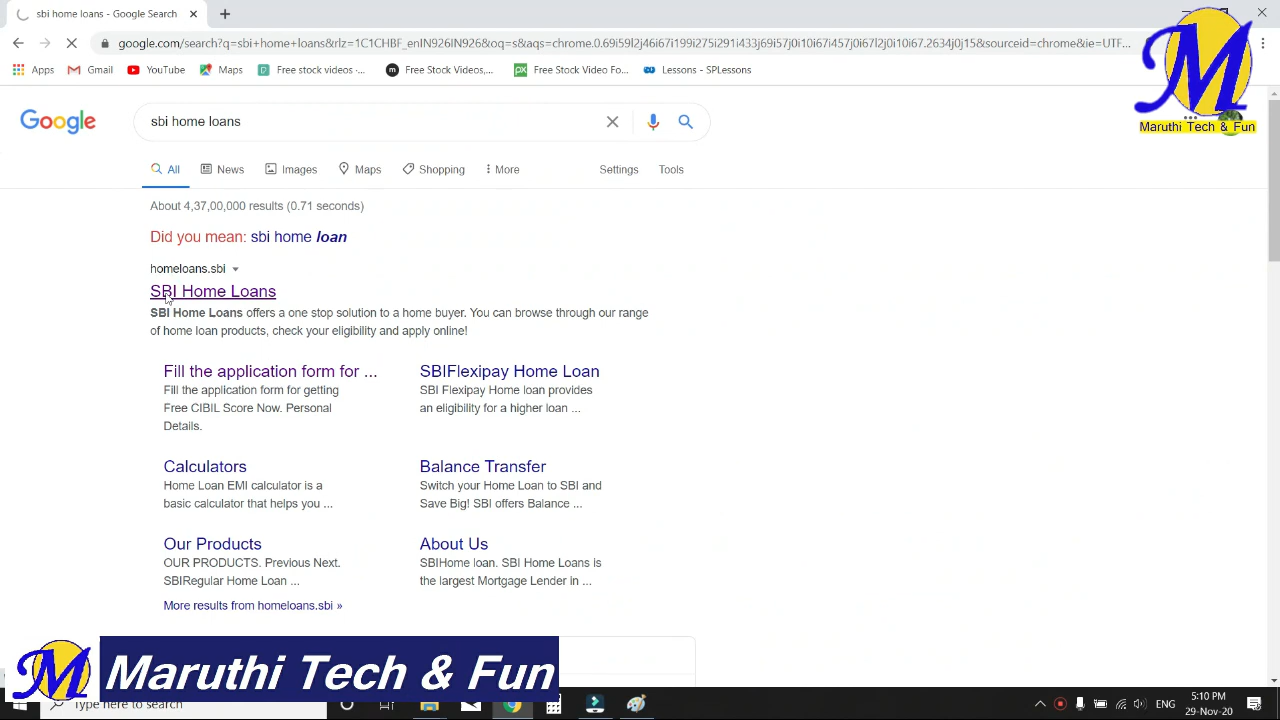 sbi home loans - Google Search
google.com/search?q=sbi+home+loans&rlz=1C1CHBF_enIN926IN926&oq=s&aqs=chrome.0.69i59l2j46i67i199i275i291i433j69i57j0i10i67i457j0i67l2j0i10i67.2634j0j15&sourceid=chrome&ie=UTF...
Apps Gmail YouTube Maps Free stock videos ·... Free Stock Videos,... Free Stock Video Fo... Lessons - SPLessons
M
Maruthi Tech & Fun
Google
sbi home loans
All News Images Maps Shopping More Settings Tools
About 4,37,00,000 results (0.71 seconds)
Did you mean: sbi home loan
homeloans.sbi
SBI Home Loans
SBI Home Loans offers a one stop solution to a home buyer. You can browse through our range
of home loan products, check your eligibility and apply online!
Fill the application form for ...
Fill the application form for getting
Free CIBIL Score Now. Personal
Details.
SBIFlexipay Home Loan
SBI Flexipay Home loan provides
an eligibility for a higher loan ...
Calculators
Home Loan EMI calculator is a
basic calculator that helps you ...
Balance Transfer
Switch your Home Loan to SBI and
Save Big! SBI offers Balance ...
Our Products
OUR PRODUCTS. Previous Next.
SBIRegular Home Loan ...
About Us
SBIHome loan. SBI Home Loans is
the largest Mortgage Lender in ...
More results from homeloans.sbi »
M
Maruthi Tech & Fun
Type here to search
ENG
5:10 PM
29-Nov-20